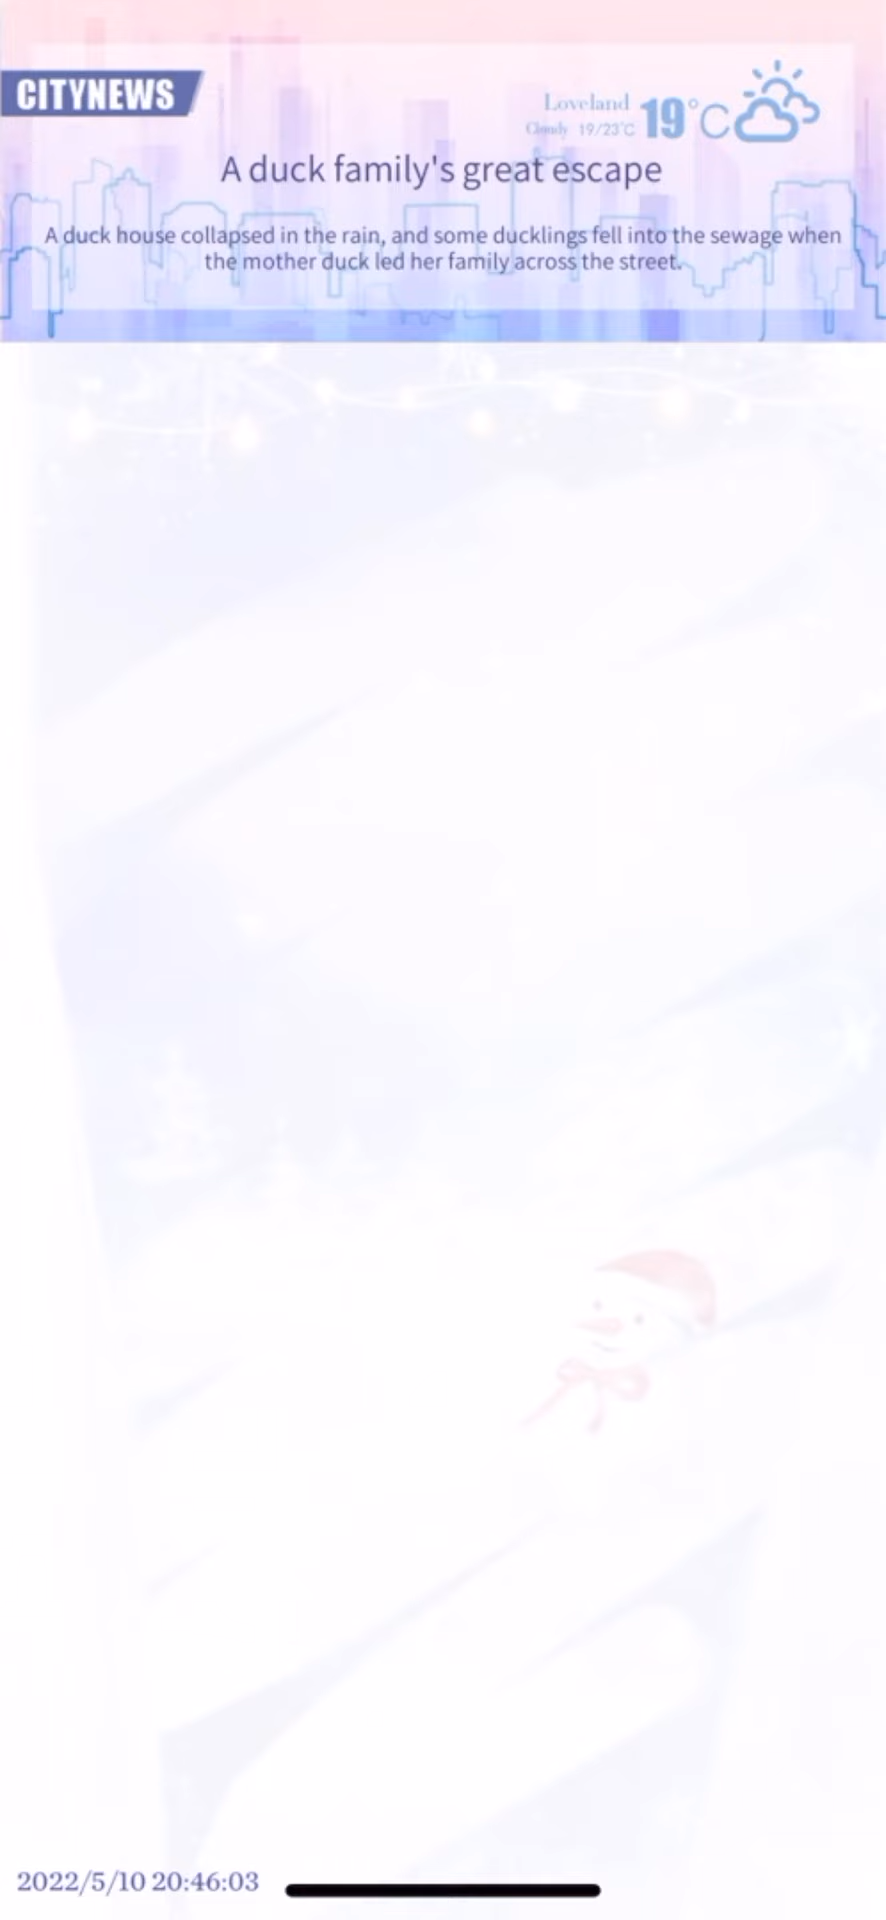 CITYNEWS
Loveland
Cloudy 19/23°C
19°C
A duck family's great escape
A duck house collapsed in the rain, and some ducklings fell into the sewage when
the mother duck led her family across the street.
2022/5/10 20:46:03